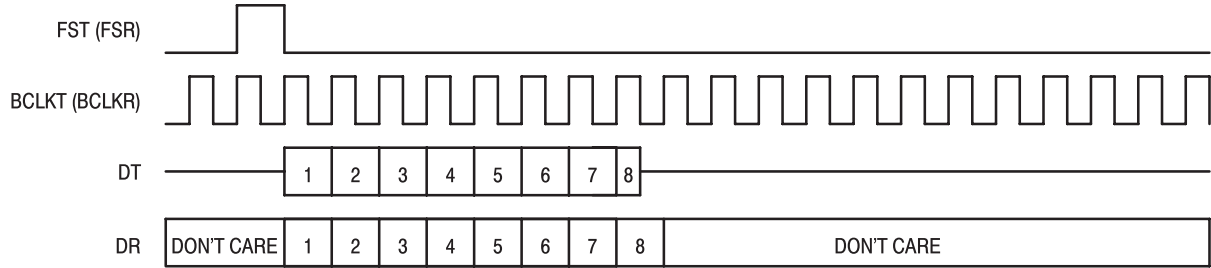 FST (FSR)
BCLKT (BCLKR)
DT 1 2 3 4 5 6 7 8
DR DON'T CARE 1 2 3 4 5 6 7 8 DON'T CARE